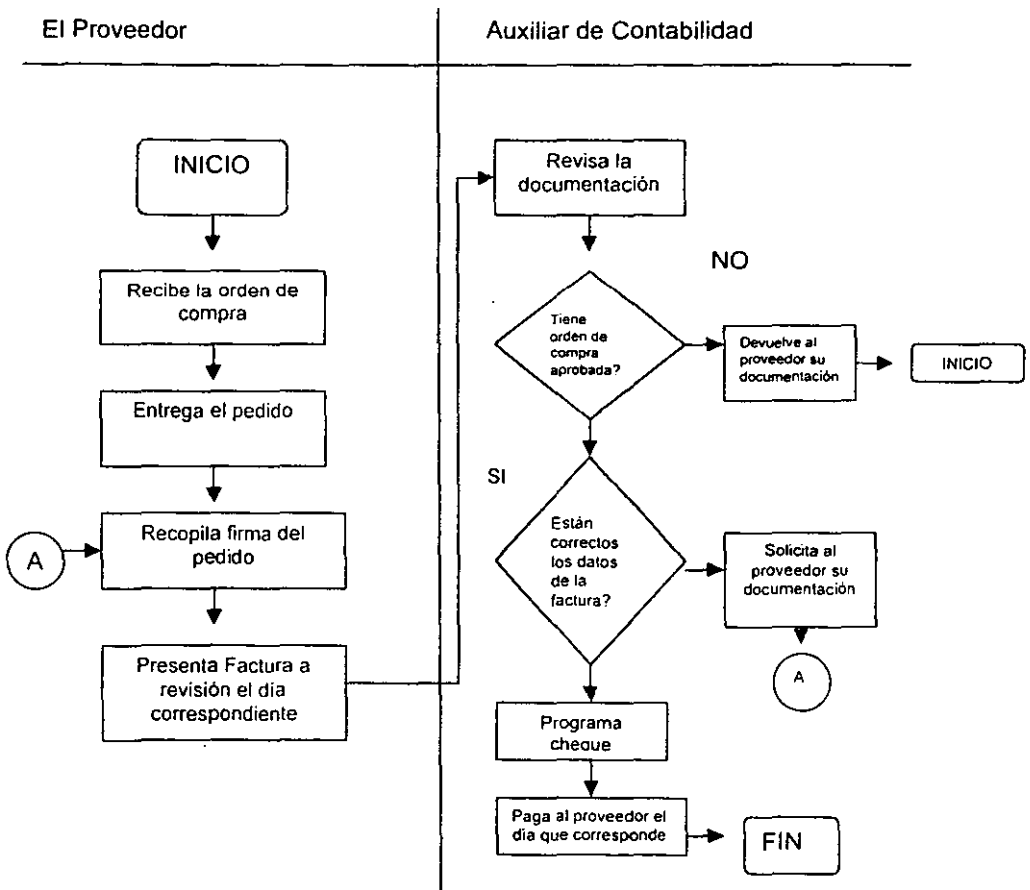 El Proveedor
Auxiliar de Contabilidad
INICIO
Recibe la orden de
compra
Entrega el pedido
A
Recopila firma del
pedido
Presenta Factura a
revisión el día
correspondiente
Revisa la
documentación
NO
Tiene
orden de
compra
aprobada?
Devuelve al
proveedor su
documentación
INICIO
SI
Están
correctos
los datos
de la
factura?
Solicita al
proveedor su
documentación
A
Programa
cheque
Paga al proveedor el
día que corresponde
FIN